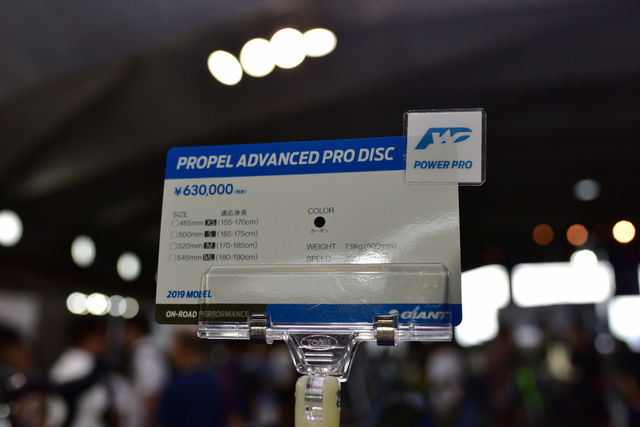 PROPEL ADVANCED PRO DISC
POWER PRO
¥630,000(税抜)
SIZE 適応身長
□465mm XS (155-170cm)
□500mm S (165-175cm)
□520mm M (170-185cm)
□545mm ML (180-190cm)
COLOR
カーボン
WEIGHT 7.9kg(500mm)
SPEED
2019 MODEL
ON-ROAD PERFORMANCE
GIANT